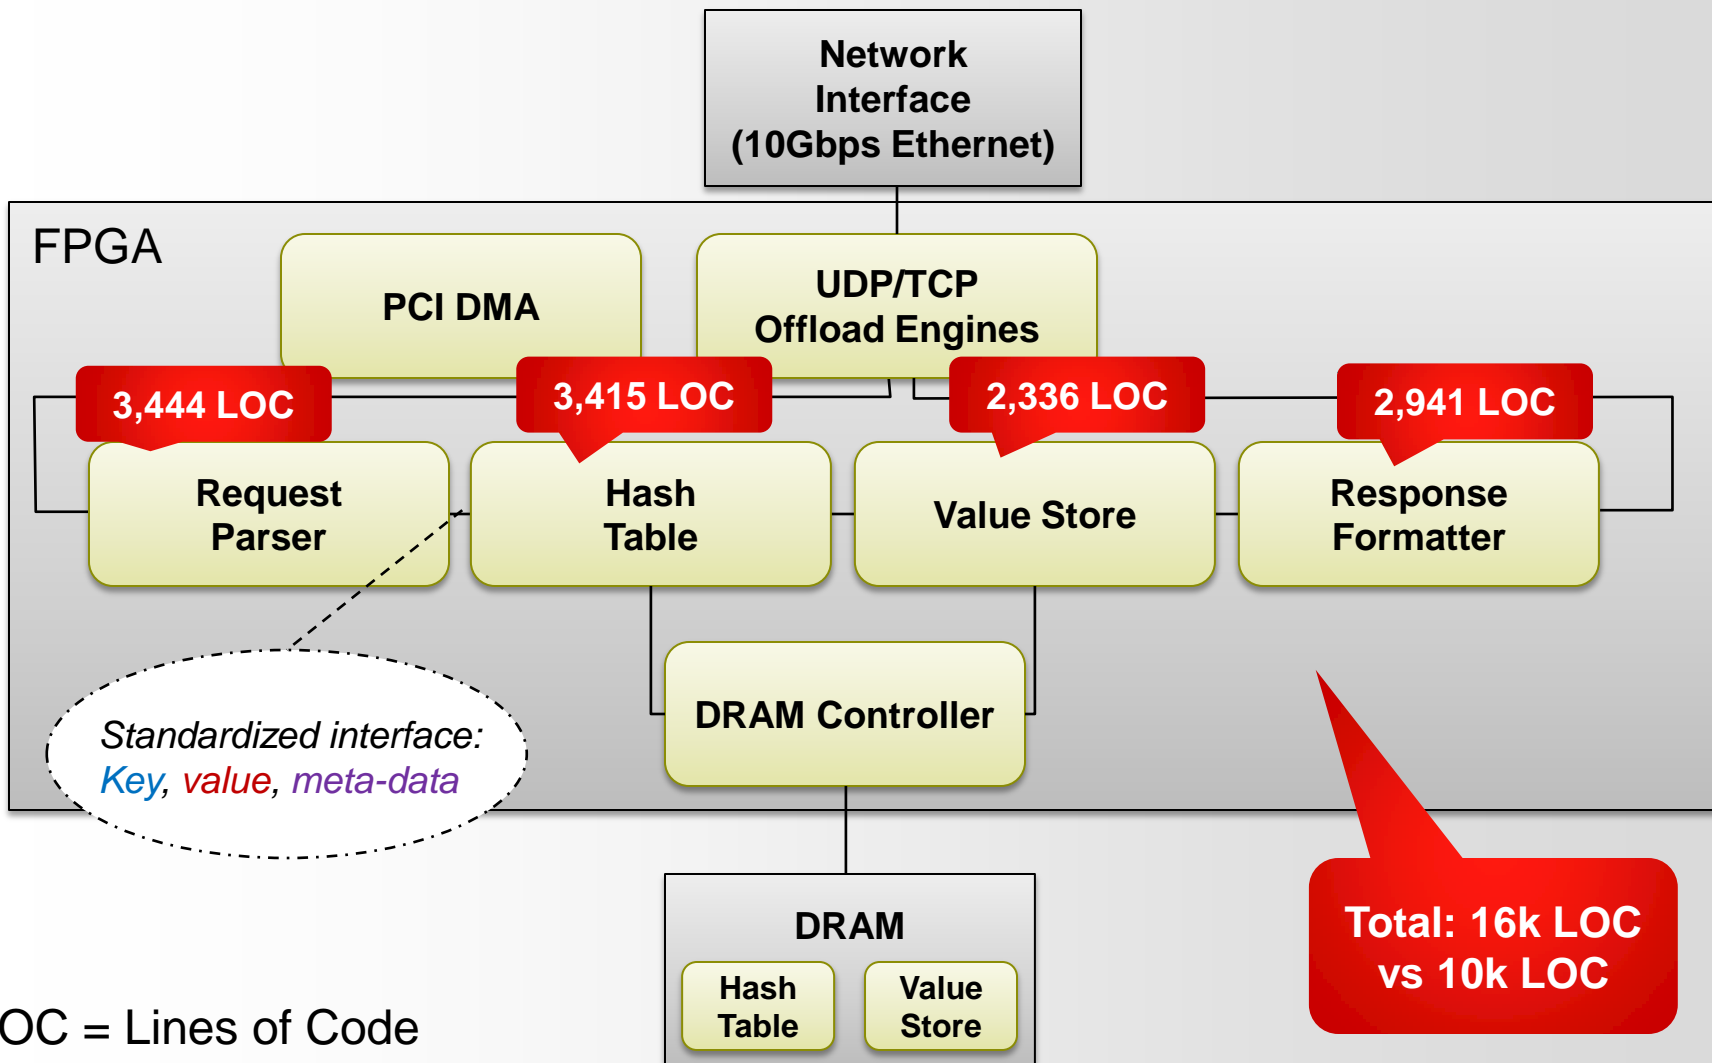 Network
Interface
(10Gbps Ethernet)
FPGA
PCI DMA
UDP/TCP
Offload Engines
3,444 LOC
3,415 LOC
2,336 LOC
2,941 LOC
Request
Parser
Hash
Table
Value Store
Response
Formatter
Standardized interface:
Key, value, meta-data
DRAM Controller
DRAM
Hash
Table
Value
Store
Total: 16k LOC
vs 10k LOC
OC = Lines of Code